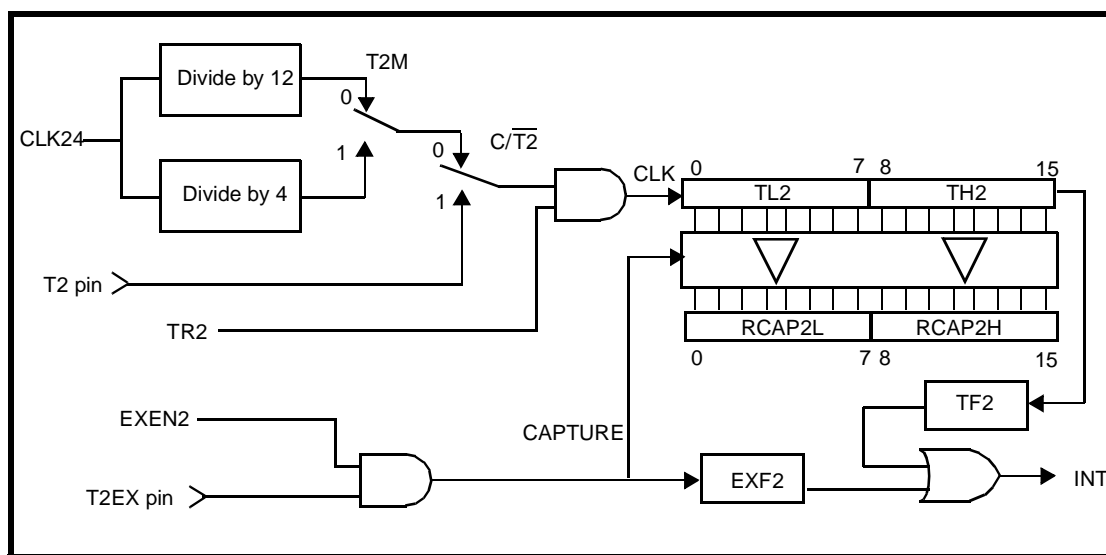 Divide by 12
T2M
0
CLK24
1
Divide by 4
C/T2
0
1
CLK
0 7 8 15
TL2 TH2
T2 pin
TR2
RCAP2L RCAP2H
0 7 8 15
TF2
EXEN2
CAPTURE
T2EX pin
EXF2
INT